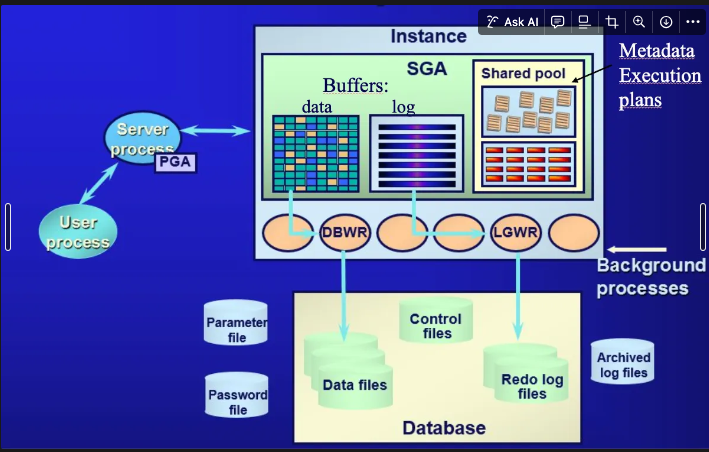 Ask AI
Instance
SGA
Shared pool
Metadata
Execution
plans
Buffers:
data
log
Server
process
PGA
User
process
DBWR
LGWR
Background
processes
Parameter
file
Control
files
Archived
log files
Data files
Redo log
files
Password
file
Database